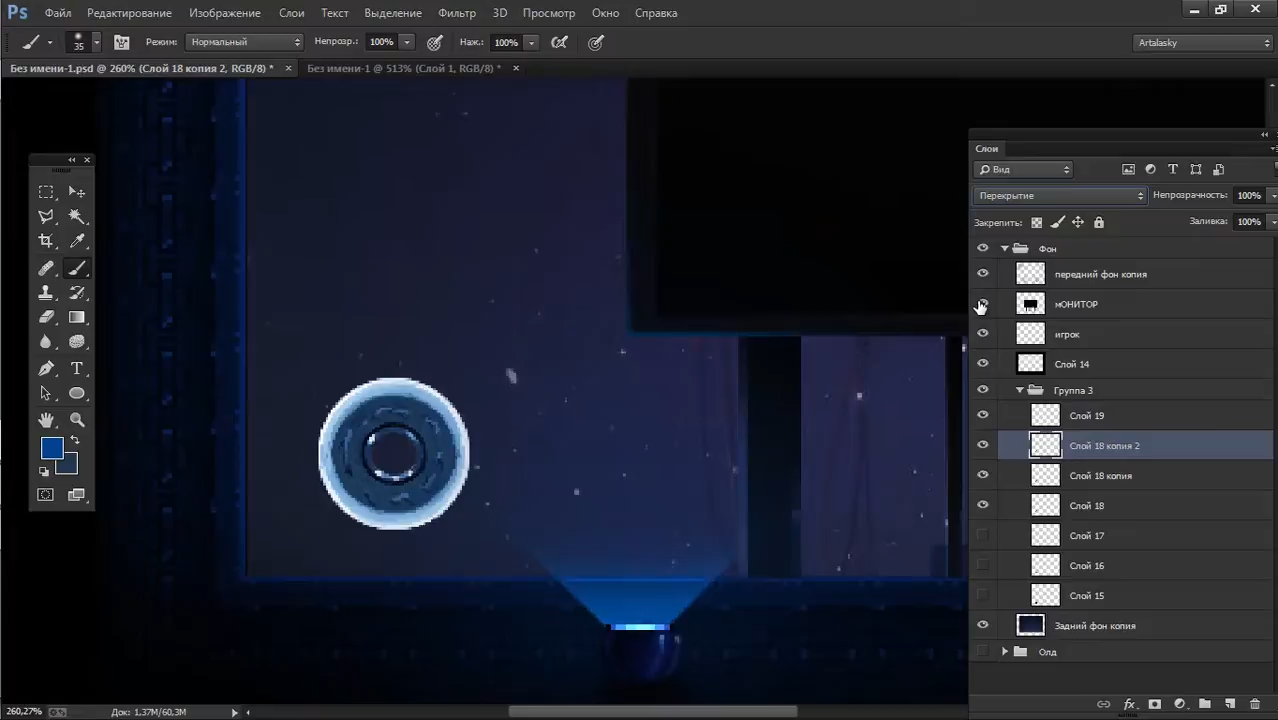 Ps Файл Редактирование Изображение Слои Текст Выделение Фильтр 3D Просмотр Окно Справка
35 Режим: Нормальный Непрозр.: 100% Наж.: 100% Artalasky
Без имени-1.psd @ 260% (Слой 18 копия 2, RGB/8) * × Без имени-1 @ 513% (Слой 1, RGB/8) * ×
Слои
Вид
Перекрытие Непрозрачность: 100%
Закрепить: Заливка: 100%
Фон
передний фон копия
мОНИТОР
игрок
Слой 14
Группа 3
Слой 19
Слой 18 копия 2
Слой 18 копия
Слой 18
Слой 17
Слой 16
Слой 15
Задний фон копия
Олд
260,27% Док: 1,37M/60,3M